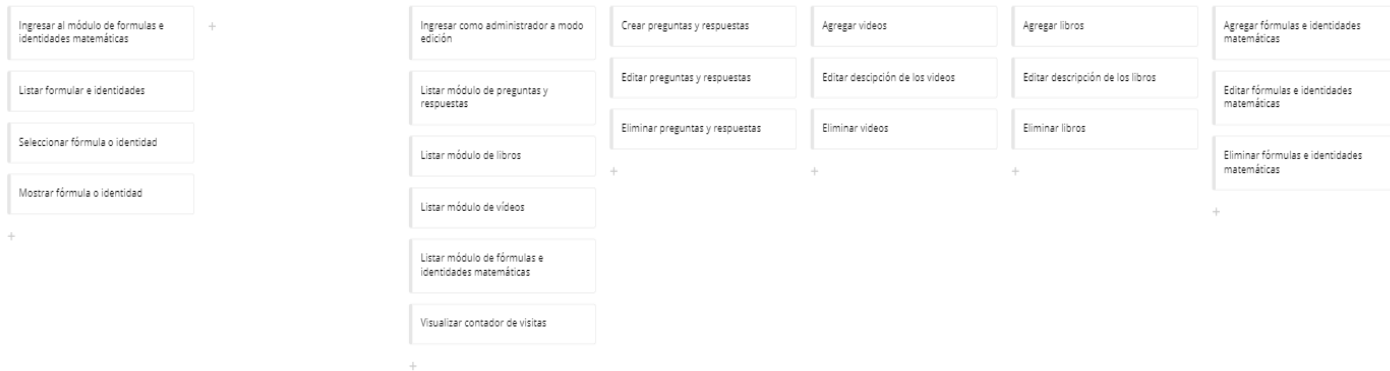 Ingresar al módulo de formulas e
identidades matemáticas
Listar formular e identidades
Seleccionar fórmula o identidad
Mostrar fórmula o identidad
+
+
Ingresar como administrador a modo
edición
Listar módulo de preguntas y
respuestas
Listar módulo de libros
Listar módulo de vídeos
Listar módulo de fórmulas e
identidades matemáticas
Visualizar contador de visitas
+
Crear preguntas y respuestas
Editar preguntas y respuestas
Eliminar preguntas y respuestas
+
Agregar videos
Editar descipción de los videos
Eliminar videos
+
Agregar libros
Editar descripción de los libros
Eliminar libros
+
Agregar fórmulas e identidades
matemáticas
Editar fórmulas e identidades
matemáticas
Eliminar fórmulas e identidades
matemáticas
+